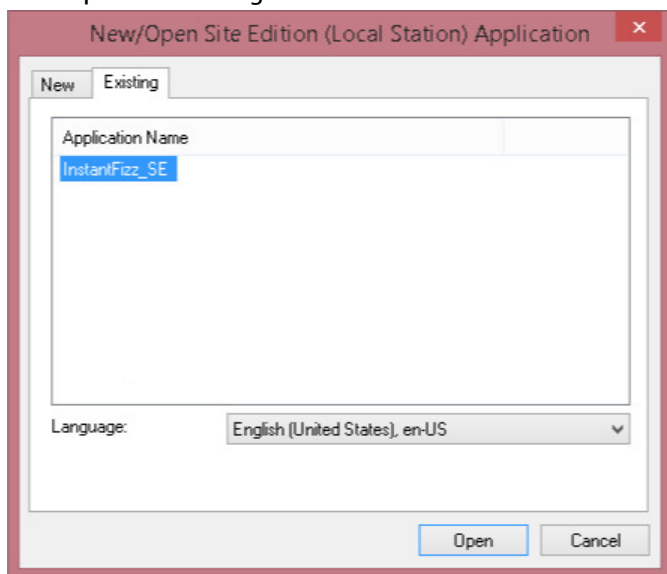 New/Open Site Edition (Local Station) Application
New Existing
Application Name
InstantFizz_SE
Language: English (United States), en-US
Open Cancel